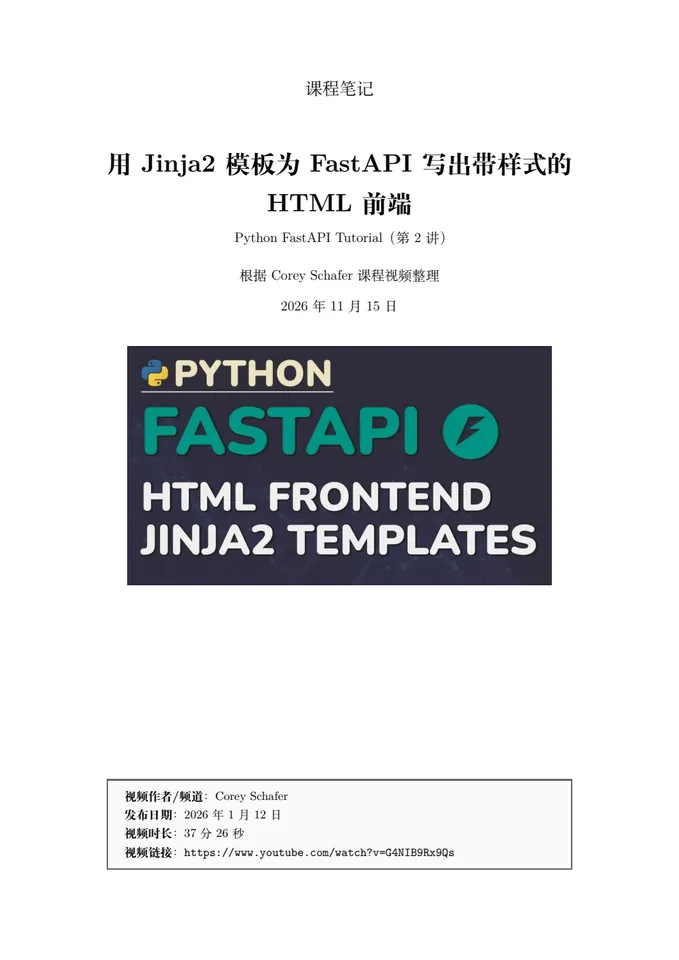 课程笔记
用 Jinja2 模板为 FastAPI 写出带样式的
HTML 前端
Python FastAPI Tutorial（第 2 讲）
根据 Corey Schafer 课程视频整理
2026 年 11 月 15 日
PYTHON
FASTAPI
HTML FRONTEND
JINJA2 TEMPLATES
视频作者/频道：Corey Schafer
发布日期：2026 年 1 月 12 日
视频时长：37 分 26 秒
视频链接：https://www.youtube.com/watch?v=G4NIB9Rx9Qs